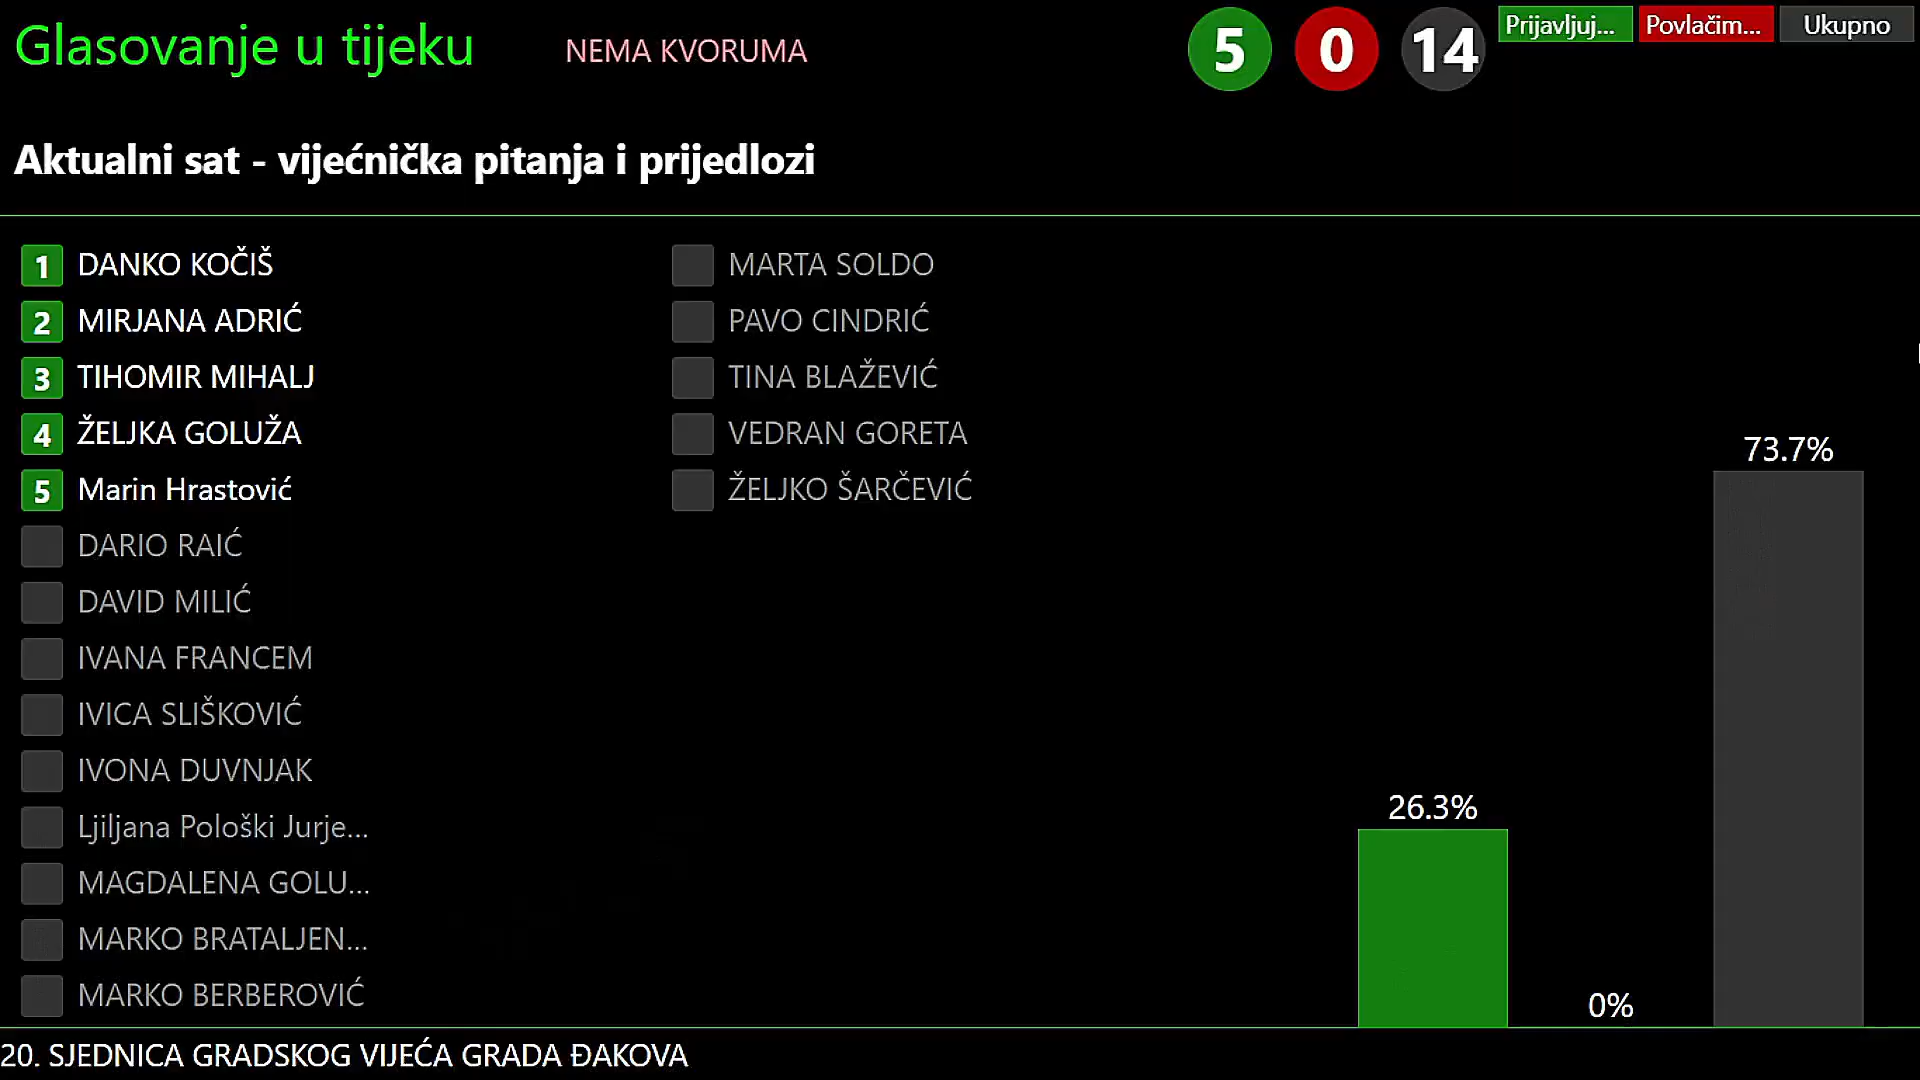 Glasovanje u tijeku
NEMA KVORUMA
5
0
14
Prijavljuj...
Povlačim...
Ukupno
Aktualni sat - vijećnička pitanja i prijedlozi
1 DANKO KOČIŠ
2 MIRJANA ADRIĆ
3 TIHOMIR MIHALJ
4 ŽELJKA GOLUŽA
5 Marin Hrastović
DARIO RAIĆ
DAVID MILIĆ
IVANA FRANCEM
IVICA SLIŠKOVIĆ
IVONA DUVNJAK
Ljiljana Pološki Jurje...
MAGDALENA GOLU...
MARKO BRATALJEN...
MARKO BERBEROVIĆ
MARTA SOLDO
PAVO CINDRIĆ
TINA BLAŽEVIĆ
VEDRAN GORETA
ŽELJKO ŠARČEVIĆ
26.3%
0%
73.7%
20. SJEDNICA GRADSKOG VIJEĆA GRADA ĐAKOVA